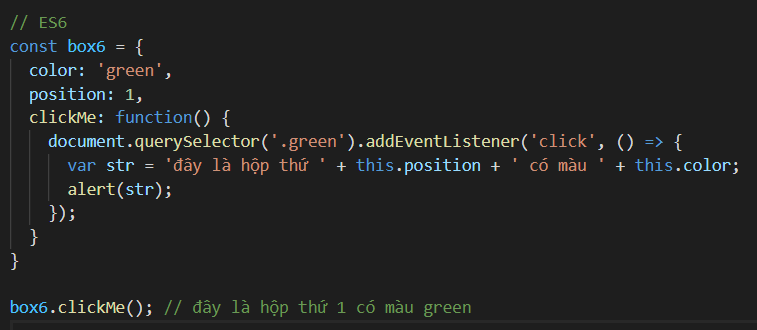 // ES6
const box6 = {
  color: 'green',
  position: 1,
  clickMe: function() {
    document.querySelector('.green').addEventListener('click', () => {
      var str = 'đây là hộp thứ ' + this.position + ' có màu ' + this.color;
      alert(str);
    });
  }
}
box6.clickMe(); // đây là hộp thứ 1 có màu green